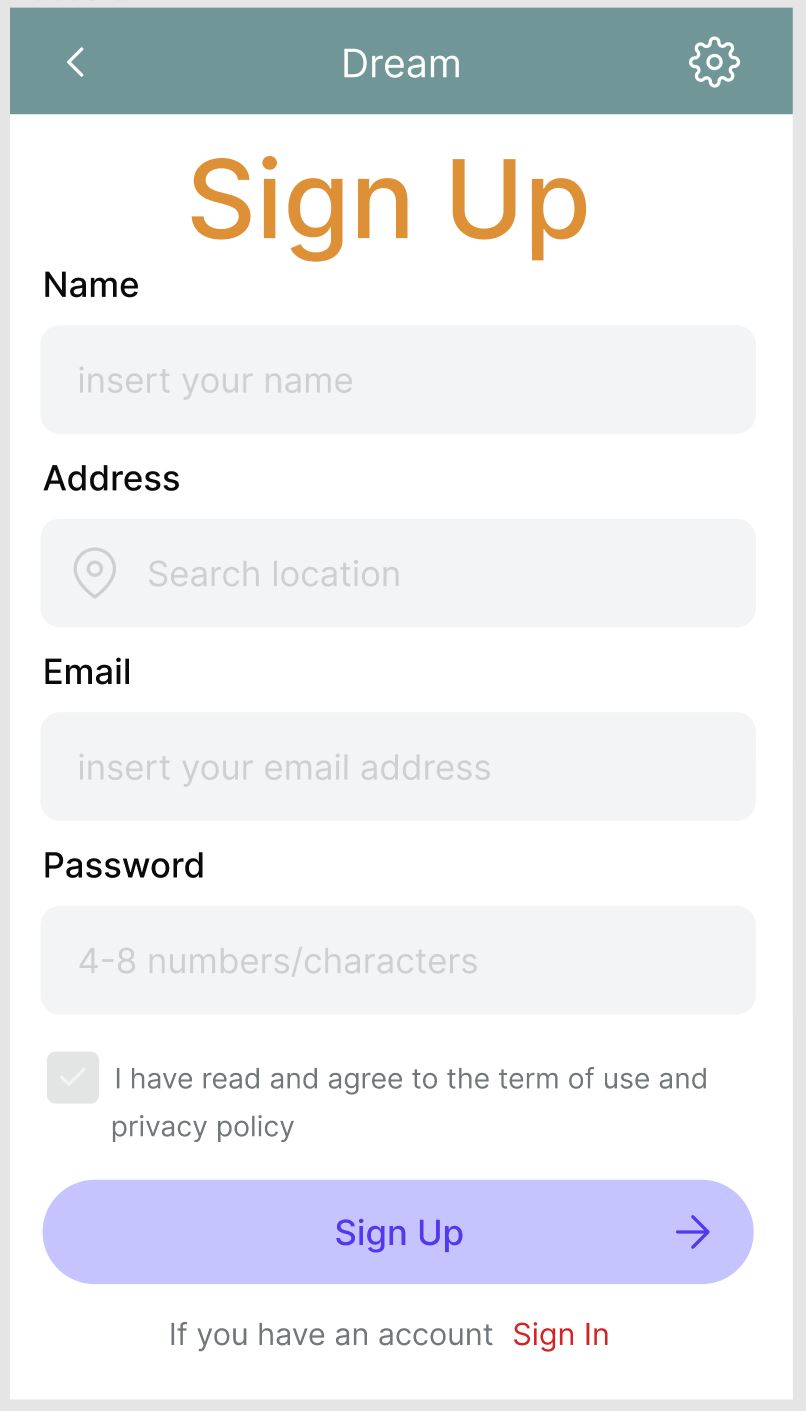 Dream
Sign Up
Name
insert your name
Address
Search location
Email
insert your email address
Password
4-8 numbers/characters
I have read and agree to the term of use and
privacy policy
Sign Up
If you have an account Sign In